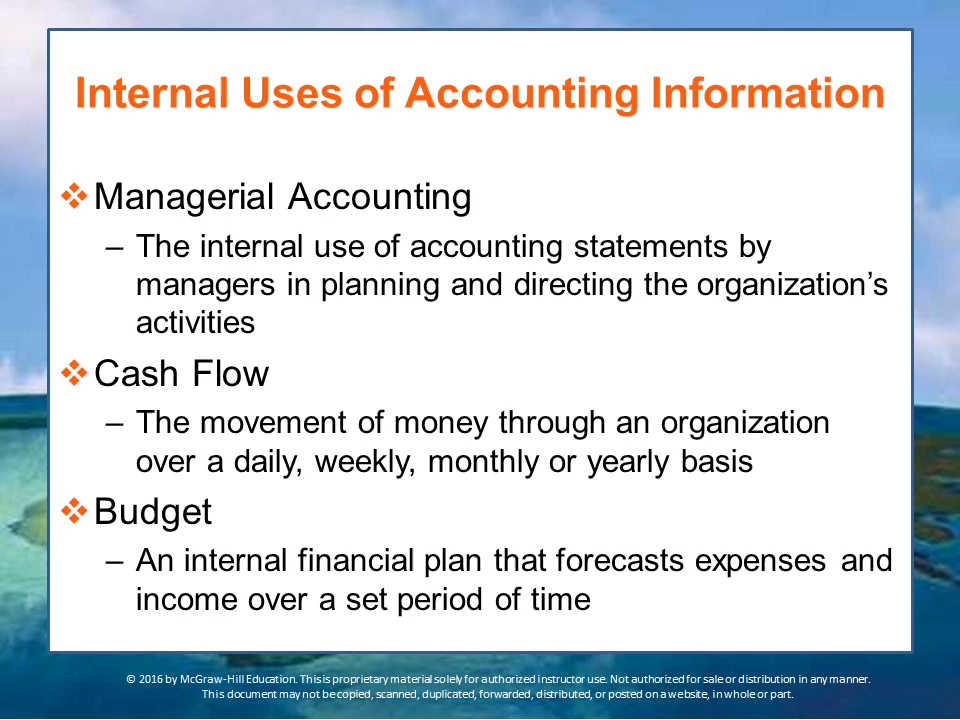 Internal Uses of Accounting Information
❖ Managerial Accounting
– The internal use of accounting statements by
managers in planning and directing the organization’s
activities
❖ Cash Flow
– The movement of money through an organization
over a daily, weekly, monthly or yearly basis
❖ Budget
– An internal financial plan that forecasts expenses and
income over a set period of time
© 2016 by McGraw-Hill Education. This is proprietary material solely for authorized instructor use. Not authorized for sale or distribution in any manner.
This document may not be copied, scanned, duplicated, forwarded, distributed, or posted on a website, in whole or part.